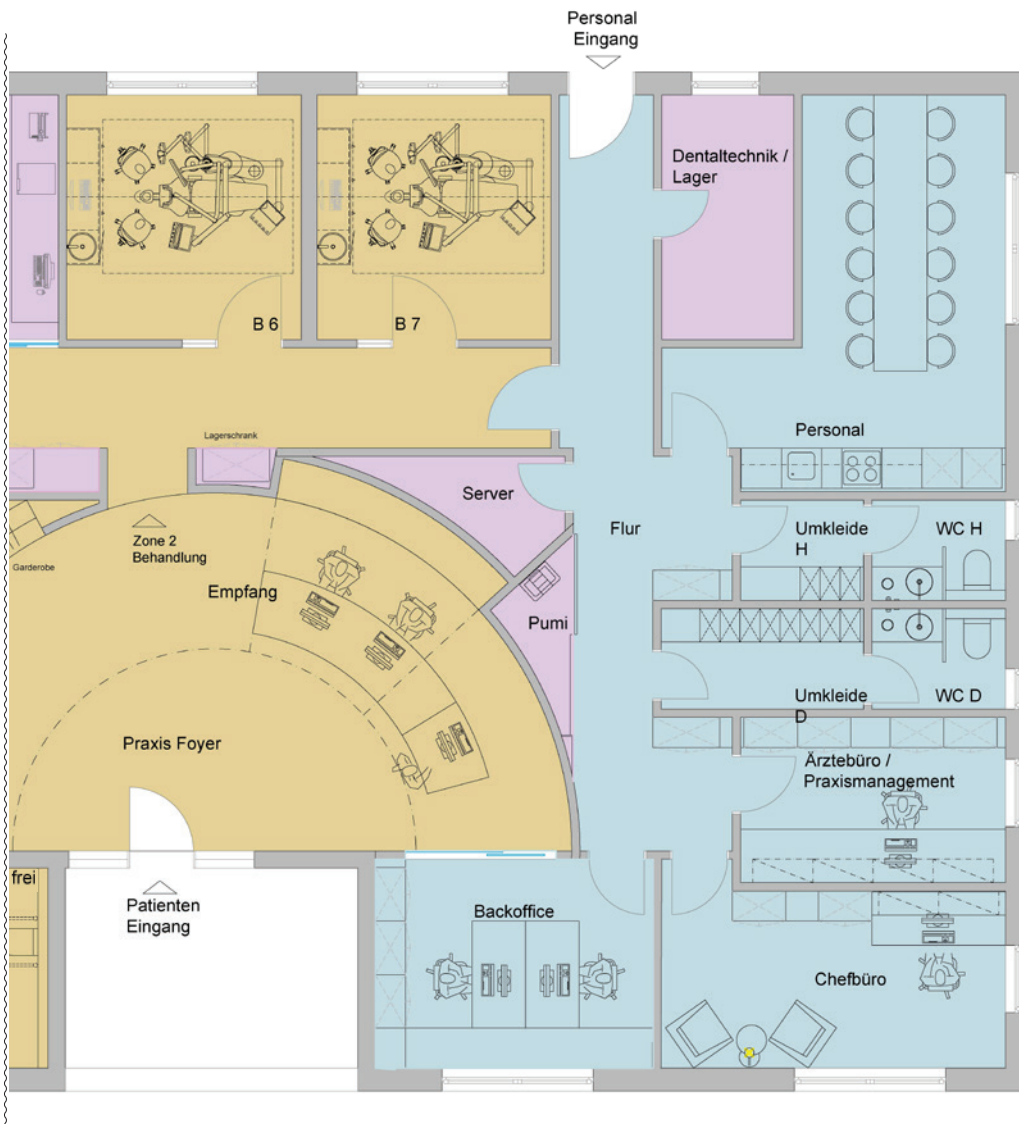 Personal
Eingang
Dentaltechnik /
Lager
B 6
B 7
Lagerschrank
Personal
Server
Flur
Umkleide
H
WC H
Zone 2
Behandlung
Garderobe
Empfang
Pumi
Umkleide
D
WC D
Praxis Foyer
Ärztebüro /
Praxismanagement
frei
Patienten
Eingang
Backoffice
Chefbüro